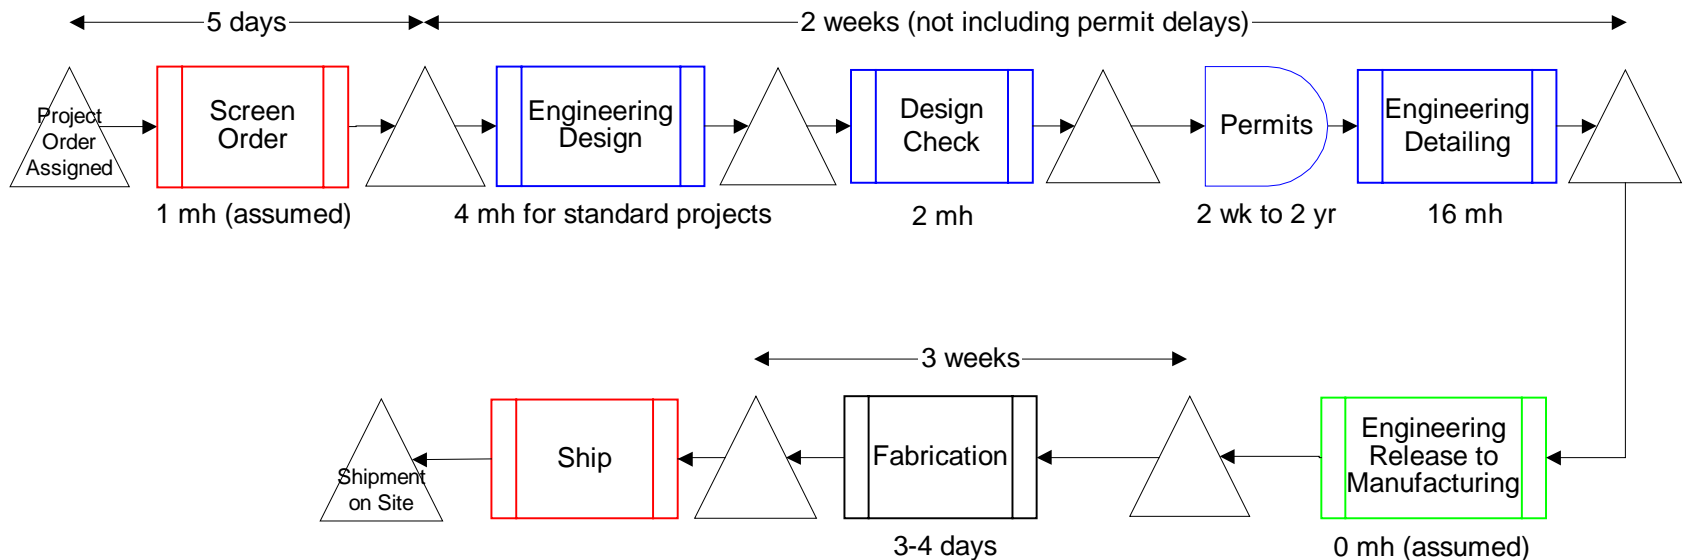 5 days
2 weeks (not including permit delays)
Project
Order
Assigned
Screen
Order
Engineering
Design
Design
Check
Permits
Engineering
Detailing
1 mh (assumed)
4 mh for standard projects
2 mh
2 wk to 2 yr
16 mh
3 weeks
Shipment
on Site
Ship
Fabrication
Engineering
Release to
Manufacturing
3-4 days
0 mh (assumed)